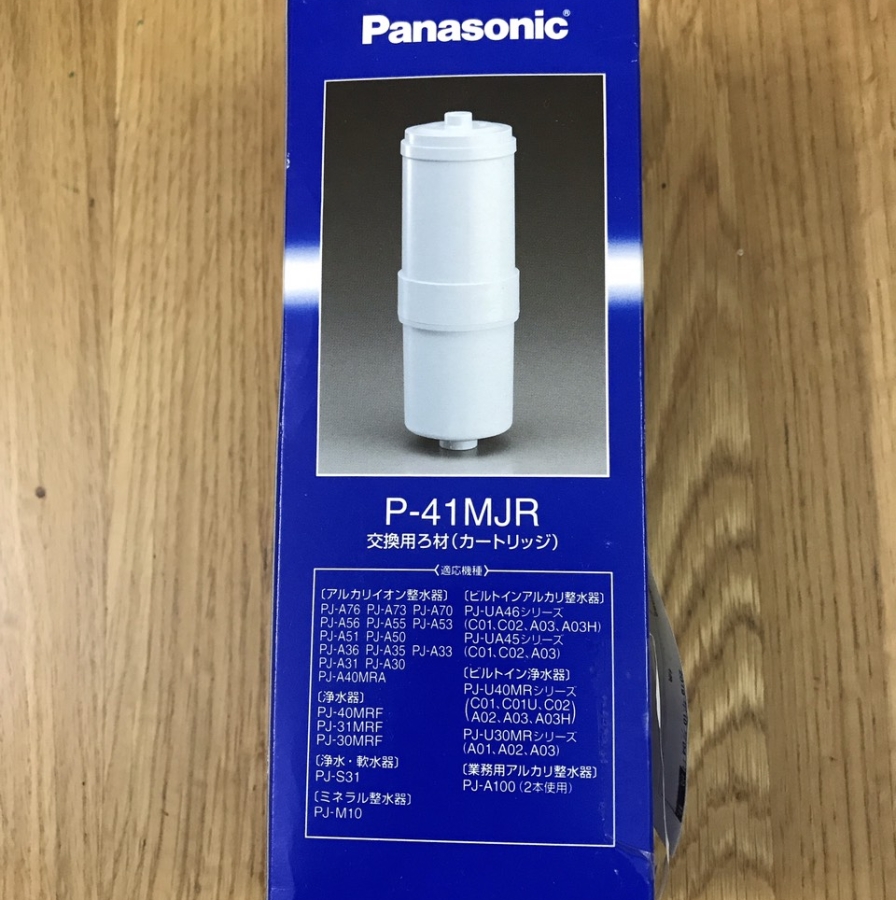 Panasonic®
P-41MJR
交換用ろ材（カートリッジ）
〈適応機種〉
〔アルカリイオン整水器〕
PJ-A76 PJ-A73 PJ-A70
PJ-A56 PJ-A55 PJ-A53
PJ-A51 PJ-A50
PJ-A36 PJ-A35 PJ-A33
PJ-A31 PJ-A30
PJ-A40MRA
〔浄水器〕
PJ-40MRF
PJ-31MRF
PJ-30MRF
〔浄水・軟水器〕
PJ-S31
〔ミネラル整水器〕
PJ-M10
〔ビルトインアルカリ整水器〕
PJ-UA46シリーズ
(C01、C02、A03、A03H)
PJ-UA45シリーズ
(C01、C02、A03)
〔ビルトイン浄水器〕
PJ-U40MRシリーズ
(C01、C01U、C02
A02、A03、A03H)
PJ-U30MRシリーズ
(A01、A02、A03)
〔業務用アルカリ整水器〕
PJ-A100（2本使用）